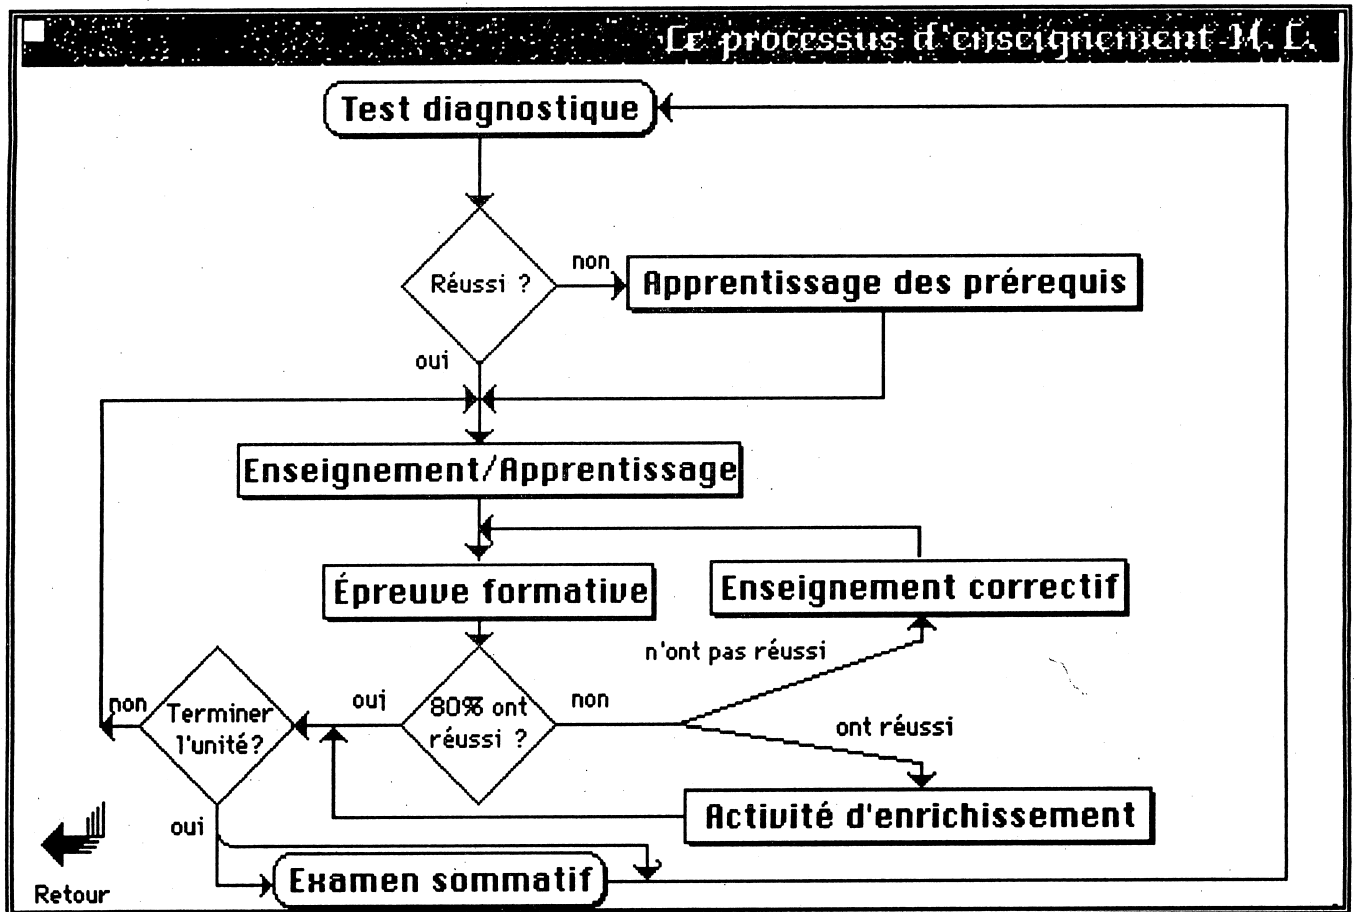 Le processus d'enseignement M. L.
Test diagnostique
Réussi ?
non
Apprentissage des prérequis
oui
Enseignement/Apprentissage
Épreuve formative
Enseignement correctif
n'ont pas réussi
non
Terminer
l'unité?
oui
80% ont
réussi ?
non
ont réussi
Activité d'enrichissement
oui
Examen sommatif
Retour